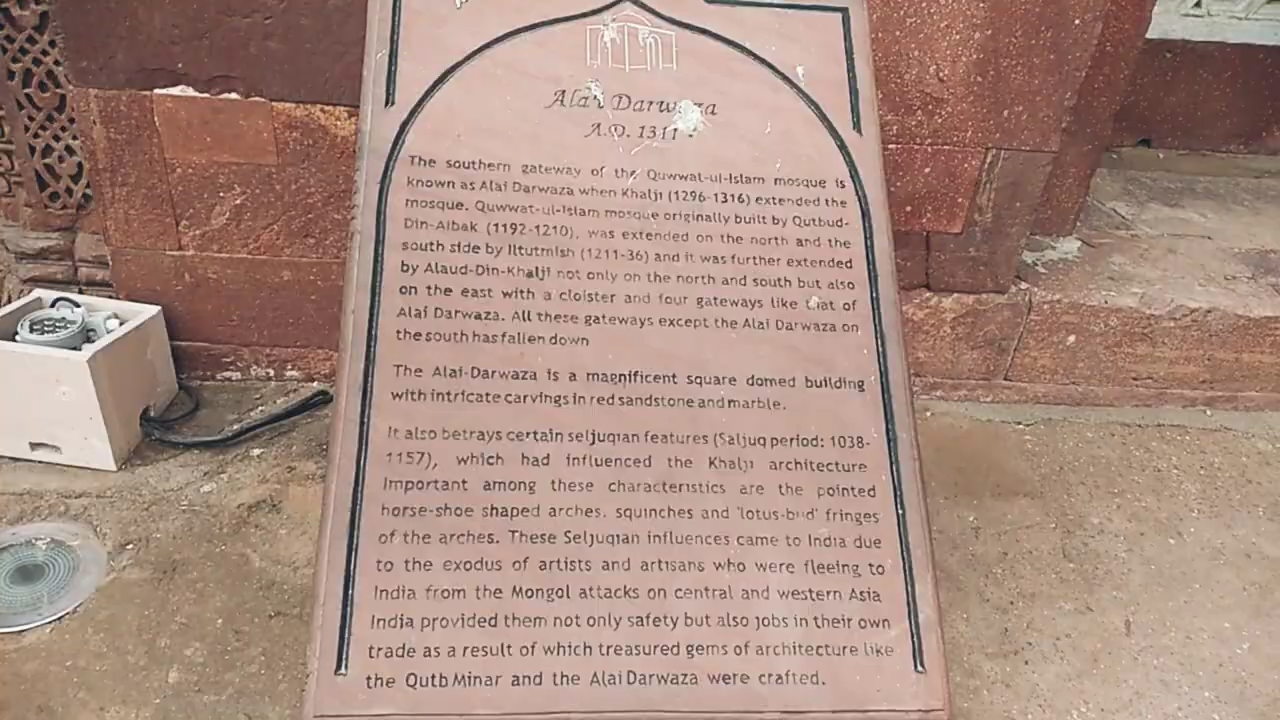 Alai Darwaza
A.D. 1311
The southern gateway of the Quwwat-ul-Islam mosque is
known as Alai Darwaza when Khalji (1296-1316) extended the
mosque. Quwwat-ul-Islam mosque originally built by Qutbud-
Din-Aibak (1192-1210), was extended on the north and the
south side by Iltutmish (1211-36) and it was further extended
by Alaud-Din-Khalji not only on the north and south but also
on the east with a cloister and four gateways like that of
Alai Darwaza. All these gateways except the Alai Darwaza on
the south has fallen down
The Alai-Darwaza is a magnificent square domed building
with intricate carvings in red sandstone and marble.
It also betrays certain seljuqian features (Saljuq period: 1038-
1157), which had influenced the Khalji architecture
Important among these characteristics are the pointed
horse-shoe shaped arches. squinches and 'lotus-bud' fringes
of the arches. These Seljuqian influences came to India due
to the exodus of artists and artisans who were fleeing to
India from the Mongol attacks on central and western Asia
India provided them not only safety but also jobs in their own
trade as a result of which treasured gems of architecture like
the Qutb Minar and the Alai Darwaza were crafted.